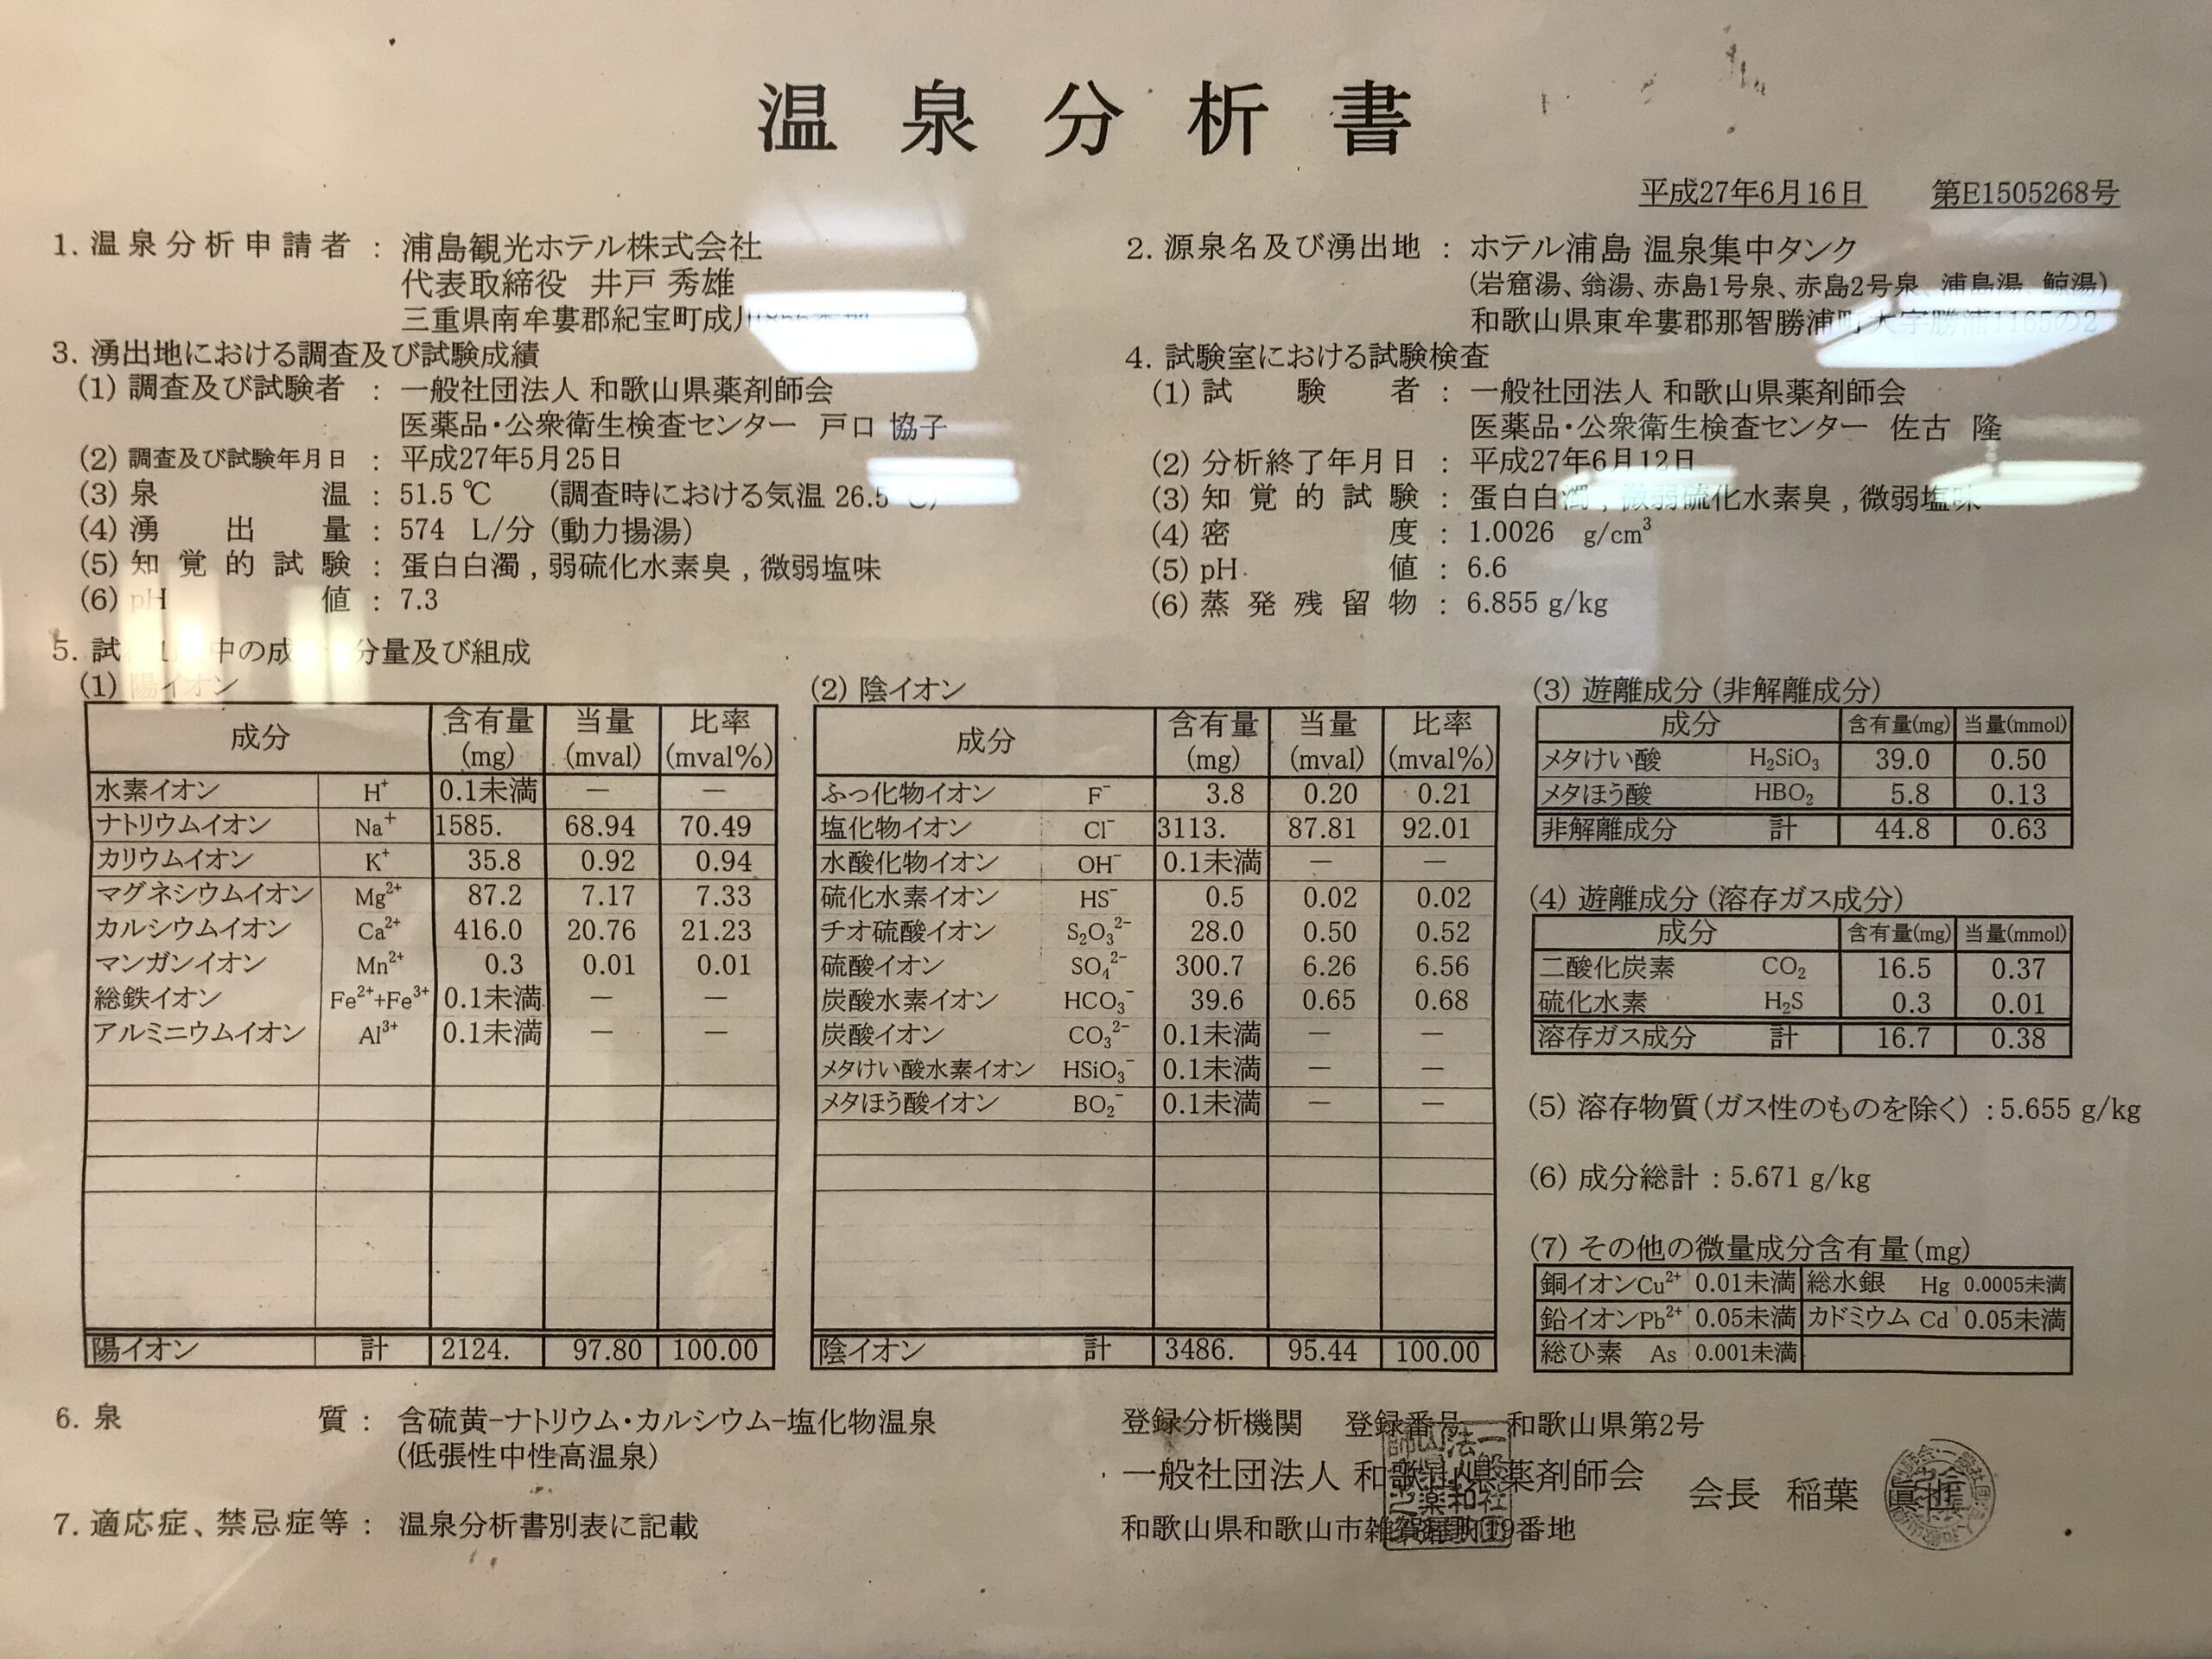 温泉分析書
平成27年6月16日 第E1505268号
1. 温泉分析申請者 : 浦島観光ホテル株式会社
代表取締役 井戸 秀雄
三重県南牟婁郡紀宝町成川
2. 源泉名及び湧出地 : ホテル浦島 温泉集中タンク
(岩窟湯、翁湯、赤島1号泉、赤島2号泉、浦島湯、鯨湯)
和歌山県東牟婁郡那智勝浦町大字勝浦1165の2
3. 湧出地における調査及び試験成績
(1) 調査及び試験者 : 一般社団法人 和歌山県薬剤師会
医薬品・公衆衛生検査センター 戸口 協子
(2) 調査及び試験年月日 : 平成27年5月25日
(3) 泉温 : 51.5 ℃ (調査時における気温 26.5 ℃)
(4) 湧出量 : 574 L/分 (動力揚湯)
(5) 知覚的試験 : 蛋白白濁 , 弱硫化水素臭 , 微弱塩味
(6) pH値 : 7.3
4. 試験室における試験検査
(1) 試験者 : 一般社団法人 和歌山県薬剤師会
医薬品・公衆衛生検査センター 佐古 隆
(2) 分析終了年月日 : 平成27年6月12日
(3) 知覚的試験 : 蛋白白濁 , 微弱硫化水素臭 , 微弱塩味
(4) 密度 : 1.0026 g/cm³
(5) pH値 : 6.6
(6) 蒸発残留物 : 6.855 g/kg
5. 試 中の成 分量及び組成
(1) 陽イオン
成分 含有量(mg) 当量(mval) 比率(mval%)
水素イオン H⁺ 0.1未満 － －
ナトリウムイオン Na⁺ 1585. 68.94 70.49
カリウムイオン K⁺ 35.8 0.92 0.94
マグネシウムイオン Mg²⁺ 87.2 7.17 7.33
カルシウムイオン Ca²⁺ 416.0 20.76 21.23
マンガンイオン Mn²⁺ 0.3 0.01 0.01
総鉄イオン Fe²⁺+Fe³⁺ 0.1未満 － －
アルミニウムイオン Al³⁺ 0.1未満 － －
陽イオン 計 2124. 97.80 100.00
(2) 陰イオン
成分 含有量(mg) 当量(mval) 比率(mval%)
ふっ化物イオン F⁻ 3.8 0.20 0.21
塩化物イオン Cl⁻ 3113. 87.81 92.01
水酸化物イオン OH⁻ 0.1未満 － －
硫化水素イオン HS⁻ 0.5 0.02 0.02
チオ硫酸イオン S₂O₃²⁻ 28.0 0.50 0.52
硫酸イオン SO₄²⁻ 300.7 6.26 6.56
炭酸水素イオン HCO₃⁻ 39.6 0.65 0.68
炭酸イオン CO₃²⁻ 0.1未満 － －
メタけい酸水素イオン HSiO₃⁻ 0.1未満 － －
メタほう酸イオン BO₂⁻ 0.1未満 － －
陰イオン 計 3486. 95.44 100.00
(3) 遊離成分 (非解離成分)
成分 含有量(mg) 当量(mmol)
メタけい酸 H₂SiO₃ 39.0 0.50
メタほう酸 HBO₂ 5.8 0.13
非解離成分 計 44.8 0.63
(4) 遊離成分 (溶存ガス成分)
成分 含有量(mg) 当量(mmol)
二酸化炭素 CO₂ 16.5 0.37
硫化水素 H₂S 0.3 0.01
溶存ガス成分 計 16.7 0.38
(5) 溶存物質 (ガス性のものを除く) : 5.655 g/kg
(6) 成分総計 : 5.671 g/kg
(7) その他の微量成分含有量 (mg)
銅イオン Cu²⁺ 0.01未満 総水銀 Hg 0.0005未満
鉛イオン Pb²⁺ 0.05未満 カドミウム Cd 0.05未満
総ひ素 As 0.001未満
6. 泉質 : 含硫黄－ナトリウム・カルシウム－塩化物温泉
(低張性中性高温泉)
7. 適応症、禁忌症等 : 温泉分析書別表に記載
登録分析機関 登録番号 和歌山県第2号
一般社団法人 和歌山県薬剤師会 会長 稲葉 眞也
和歌山県和歌山市雑賀屋町19番地